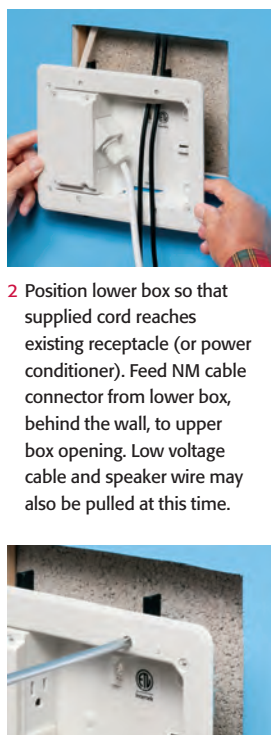 2 Position lower box so that
supplied cord reaches
existing receptacle (or power
conditioner). Feed NM cable
connector from lower box,
behind the wall, to upper
box opening. Low voltage
cable and speaker wire may
also be pulled at this time.